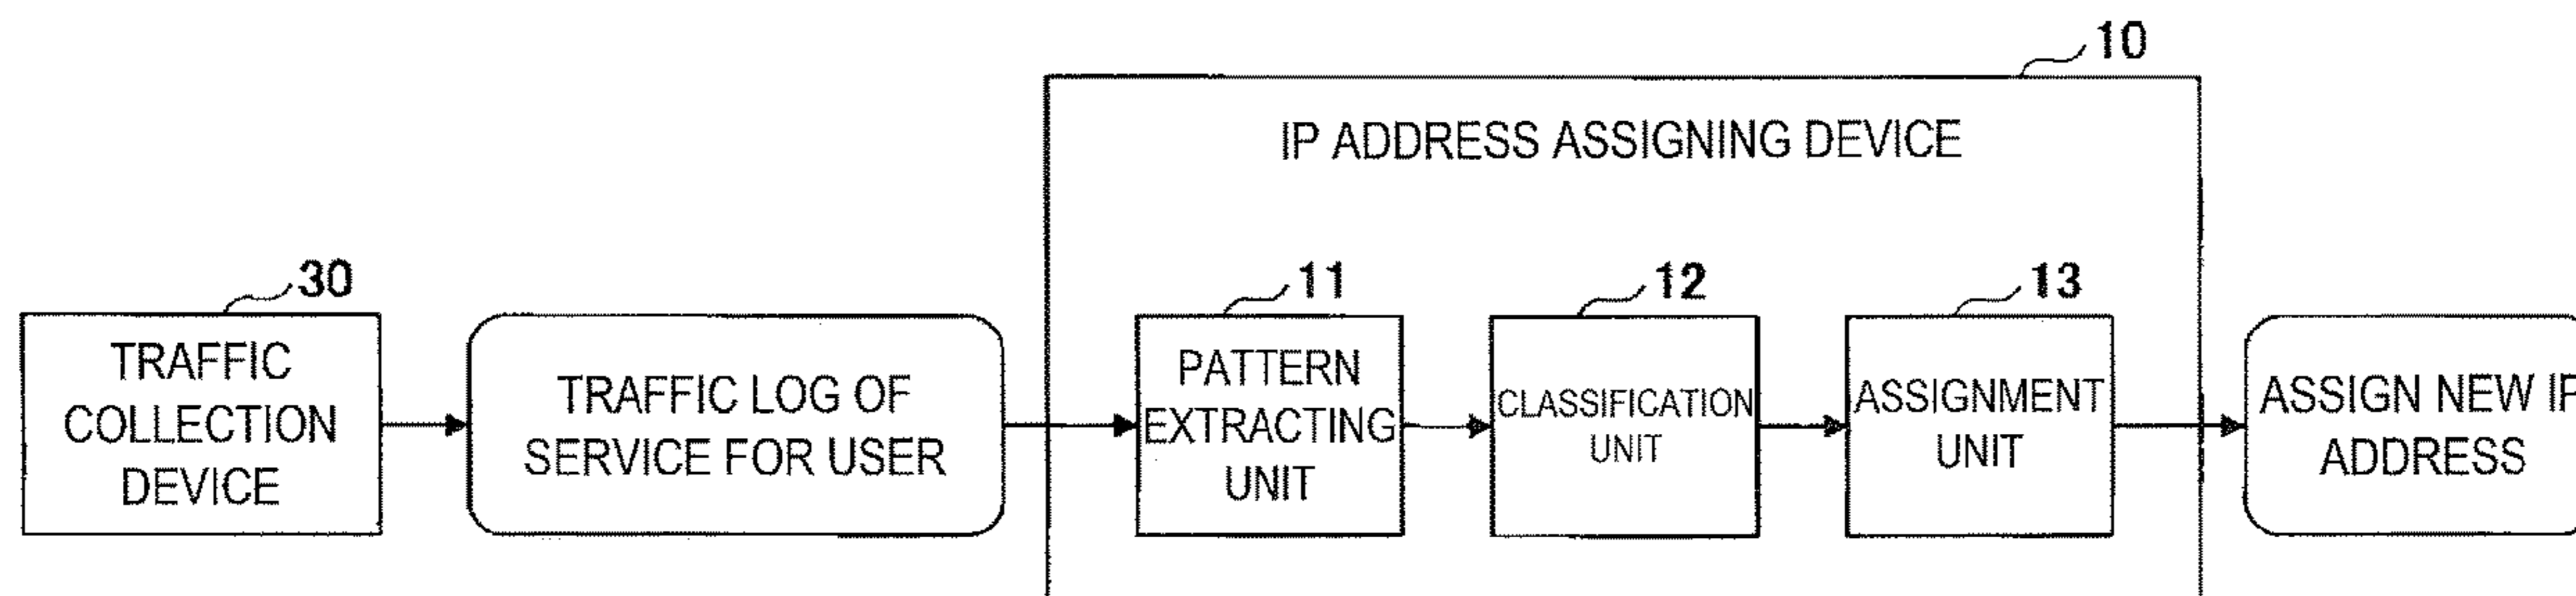 10
IP ADDRESS ASSIGNING DEVICE
30
TRAFFIC
COLLECTION
DEVICE
TRAFFIC LOG OF
SERVICE FOR USER
11
PATTERN
EXTRACTING
UNIT
12
CLASSIFICATION
UNIT
13
ASSIGNMENT
UNIT
ASSIGN NEW IP
ADDRESS